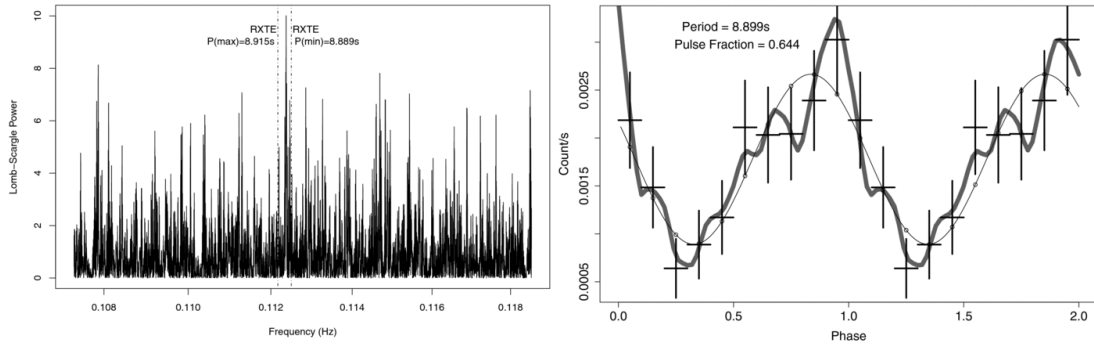 RXTE RXTE
P(max)=8.915s P(min)=8.889s
10
8
6
4
2
0
Lomb−Scargle Power
0.108 0.110 0.112 0.114 0.116 0.118
Frequency (Hz)
Period = 8.899s
Pulse Fraction = 0.644
0.0025
0.0015
0.0005
Count/s
0.0 0.5 1.0 1.5 2.0
Phase